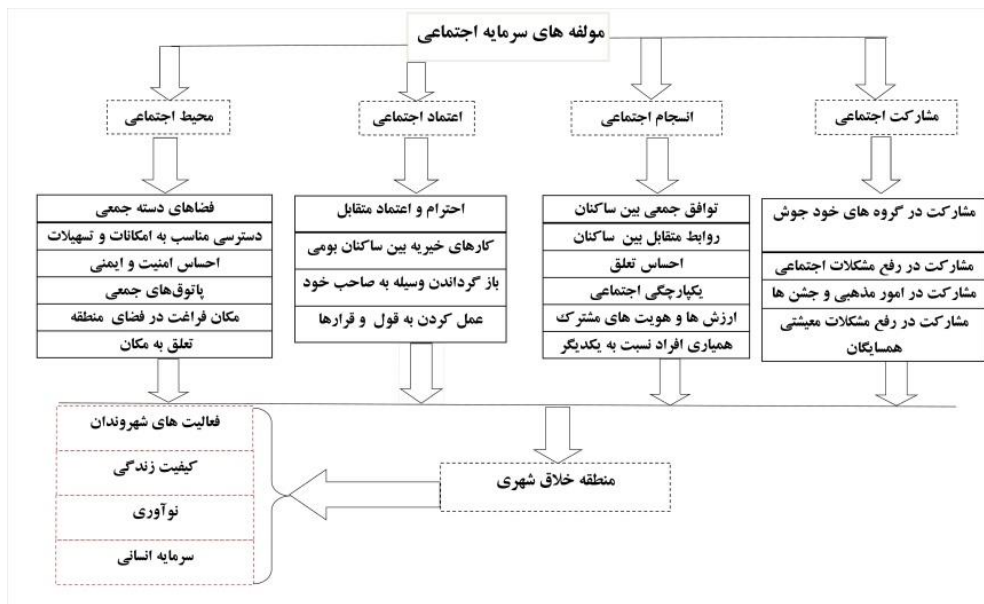 مولفه های سرمایه اجتماعی
مشارکت اجتماعی
انسجام اجتماعی
اعتماد اجتماعی
محیط اجتماعی
مشارکت در گروه های خود جوش
مشارکت در رفع مشکلات اجتماعی
مشارکت در امور مذهبی و جشن ها
مشارکت در رفع مشکلات معیشتی
همسایگان
توافق جمعی بین ساکنان
روابط متقابل بین ساکنان
احساس تعلق
یکپارچگی اجتماعی
ارزش ها و هویت های مشترک
همیاری افراد نسبت به یکدیگر
احترام و اعتماد متقابل
کارهای خیریه بین ساکنان بومی
باز گرداندن وسیله به صاحب خود
عمل کردن به قول و قرارها
فضاهای دسته جمعی
دسترسی مناسب به امکانات و تسهیلات
احساس امنیت و ایمنی
پاتوق‌های جمعی
مکان فراغت در فضای منطقه
تعلق به مکان
منطقه خلاق شهری
فعالیت های شهروندان
کیفیت زندگی
نوآوری
سرمایه انسانی